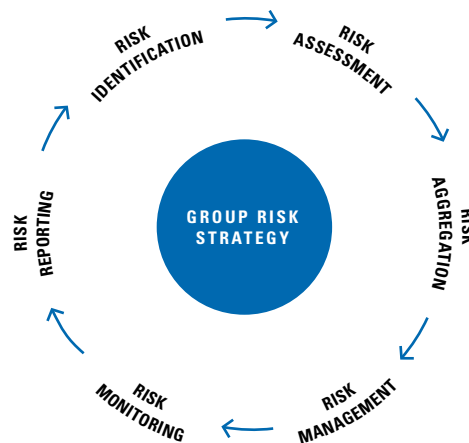 RISK
IDENTIFICATION
RISK
ASSESSMENT
RISK
AGGREGATION
RISK
MANAGEMENT
RISK
MONITORING
RISK
REPORTING
GROUP RISK
STRATEGY